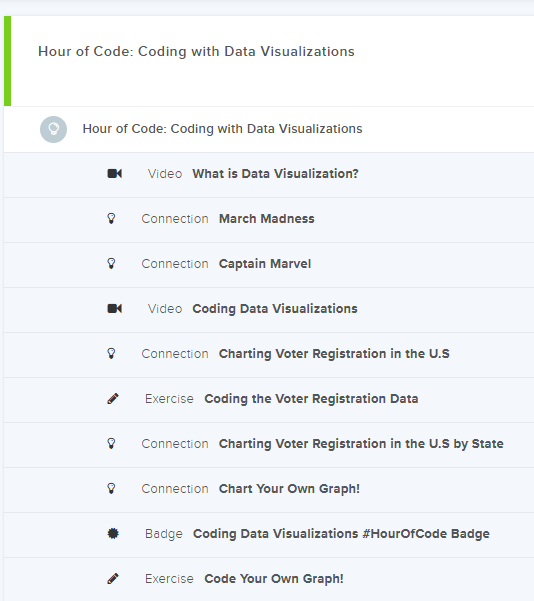 Hour of Code: Coding with Data Visualizations
Hour of Code: Coding with Data Visualizations
Video What is Data Visualization?
Connection March Madness
Connection Captain Marvel
Video Coding Data Visualizations
Connection Charting Voter Registration in the U.S
Exercise Coding the Voter Registration Data
Connection Charting Voter Registration in the U.S by State
Connection Chart Your Own Graph!
Badge Coding Data Visualizations #HourOfCode Badge
Exercise Code Your Own Graph!